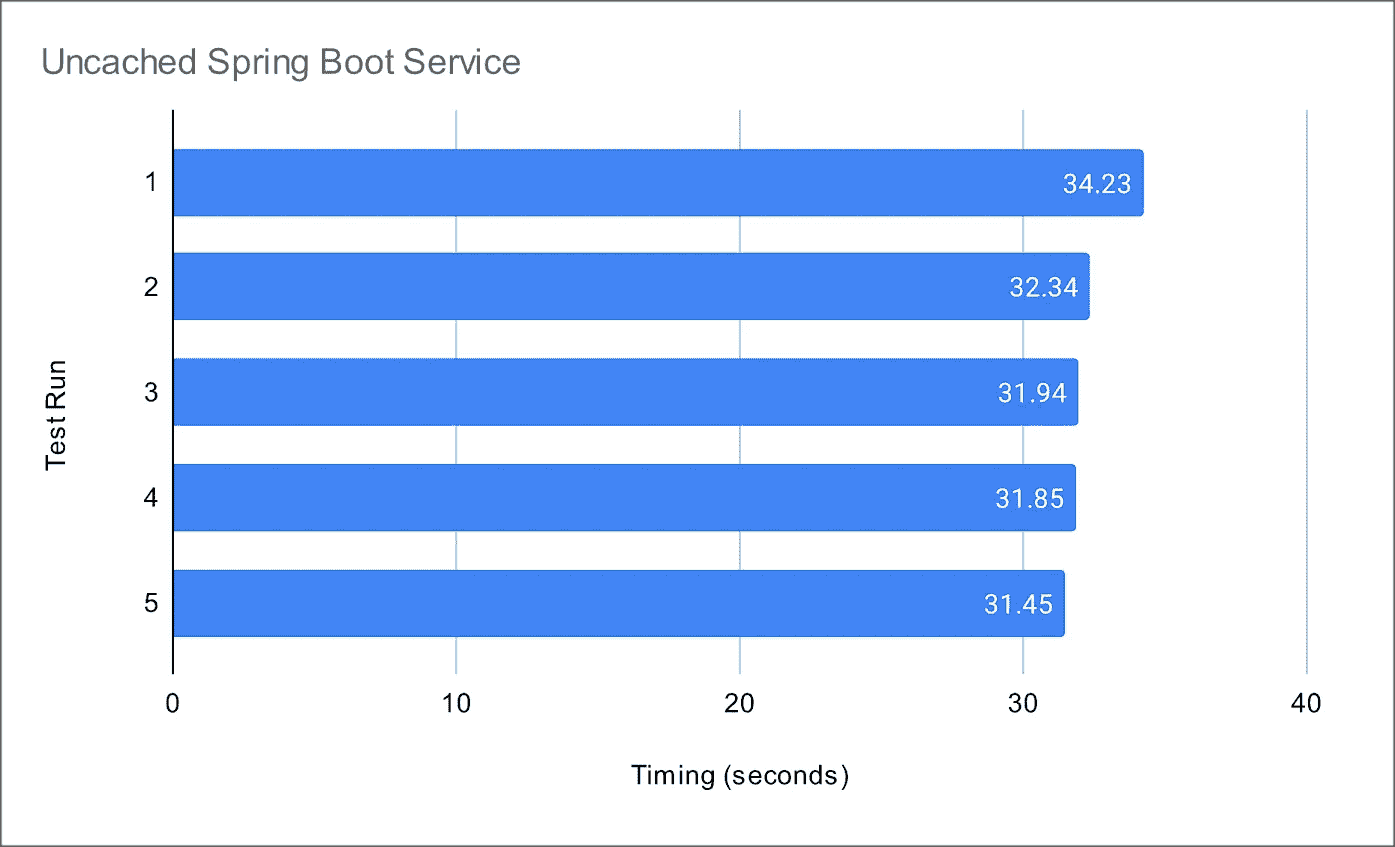 Uncached Spring Boot Service
1
34.23
2
32.34
Test Run
3
31.94
4
31.85
5
31.45
0 10 20 30 40
Timing (seconds)